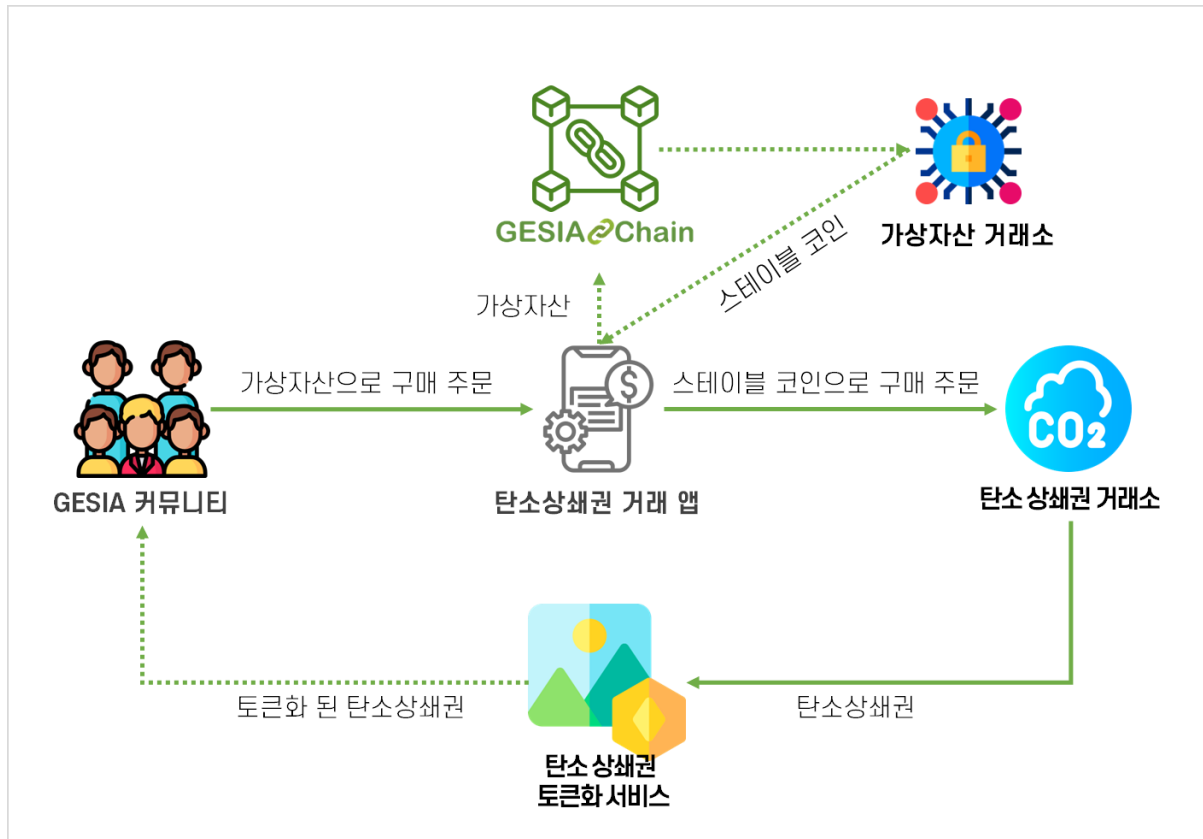 GESIA Chain
가상자산 거래소
스테이블 코인
가상자산
가상자산으로 구매 주문
$
스테이블 코인으로 구매 주문
CO2
GESIA 커뮤니티
탄소상쇄권 거래 앱
탄소 상쇄권 거래소
토큰화 된 탄소상쇄권
탄소상쇄권
탄소 상쇄권
토큰화 서비스